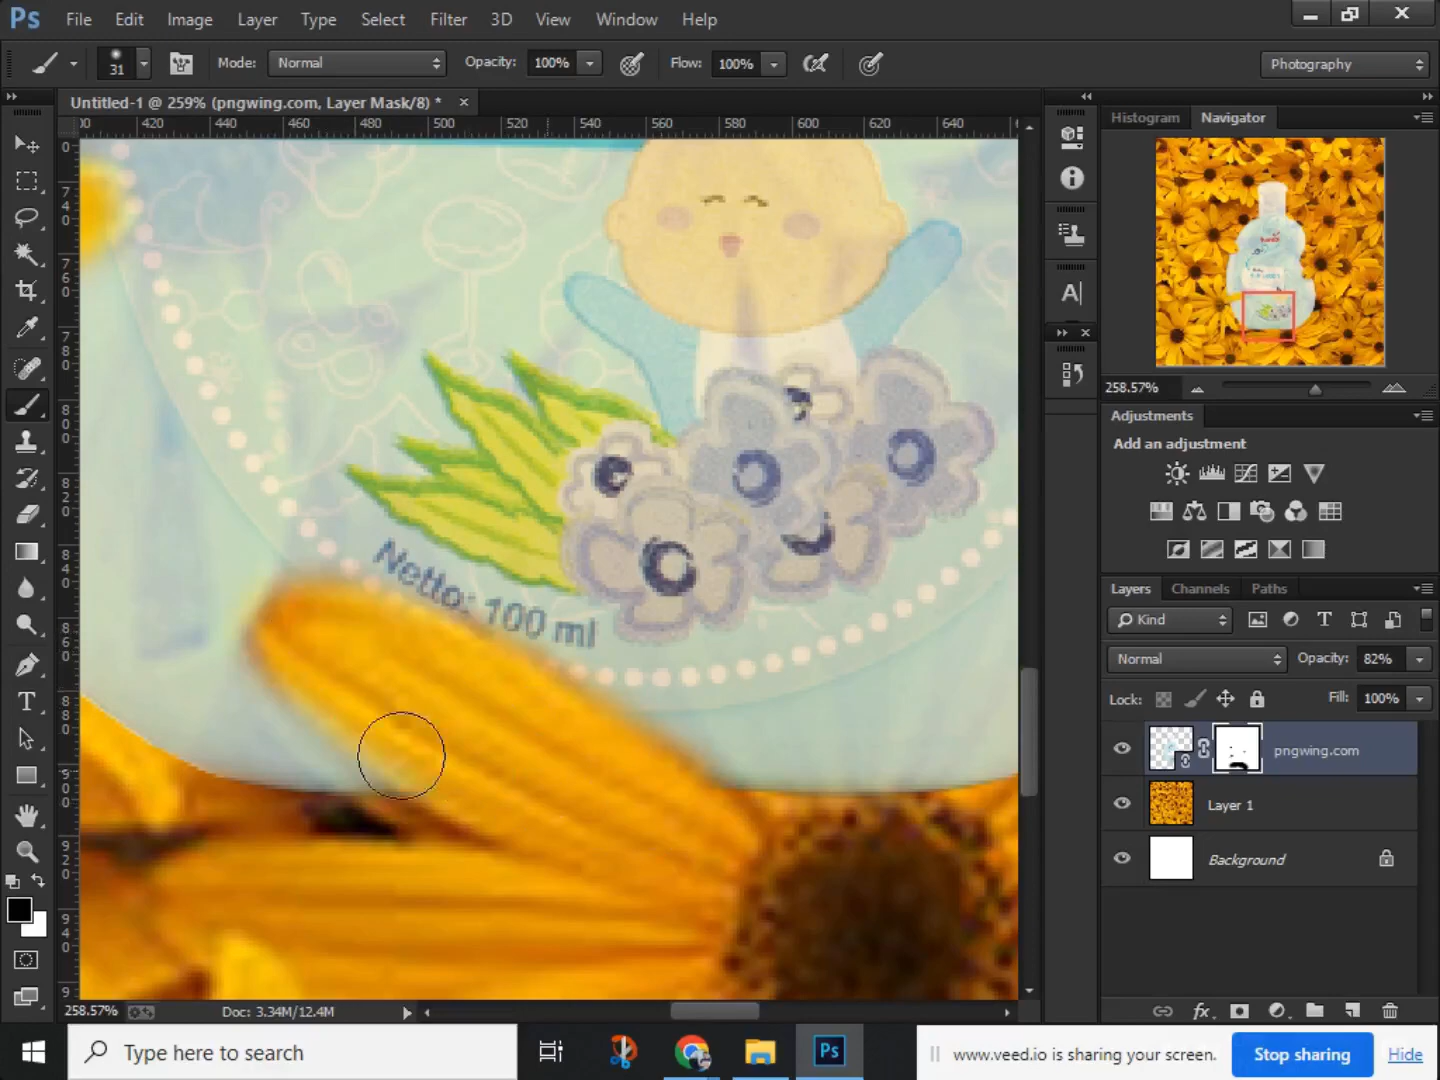 Ps File Edit Image Layer Type Select Filter 3D View Window Help
31 Mode: Normal Opacity: 100% Flow: 100% Photography
Untitled-1 @ 259% (pngwing.com, Layer Mask/8) * ×
420 440 460 480 500 520 540 560 580 600 620 640
Histogram Navigator
258.57%
Adjustments
Add an adjustment
Netto: 100 ml
Layers Channels Paths
Kind
Normal Opacity: 82%
Lock: Fill: 100%
pngwing.com
Layer 1
Background
258.57% Doc: 3.34M/12.4M
Type here to search
Ps
www.veed.io is sharing your screen. Stop sharing Hide